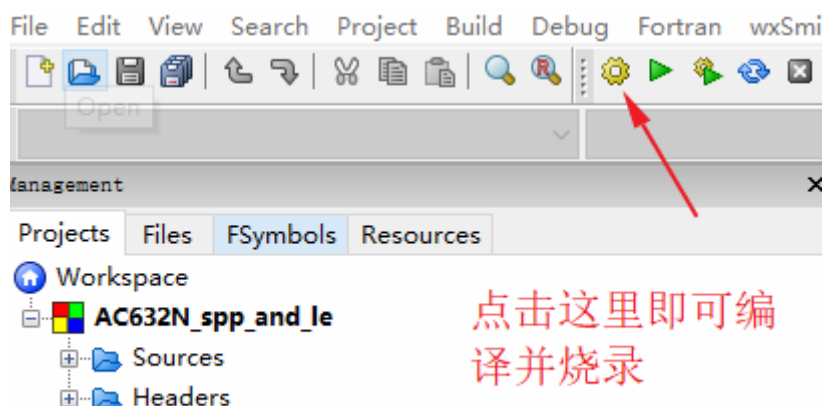 File Edit View Search Project Build Debug Fortran wxSmi
Open
Management
Projects Files FSymbols Resources
Workspace
AC632N_spp_and_le
Sources
Headers
点击这里即可编
译并烧录